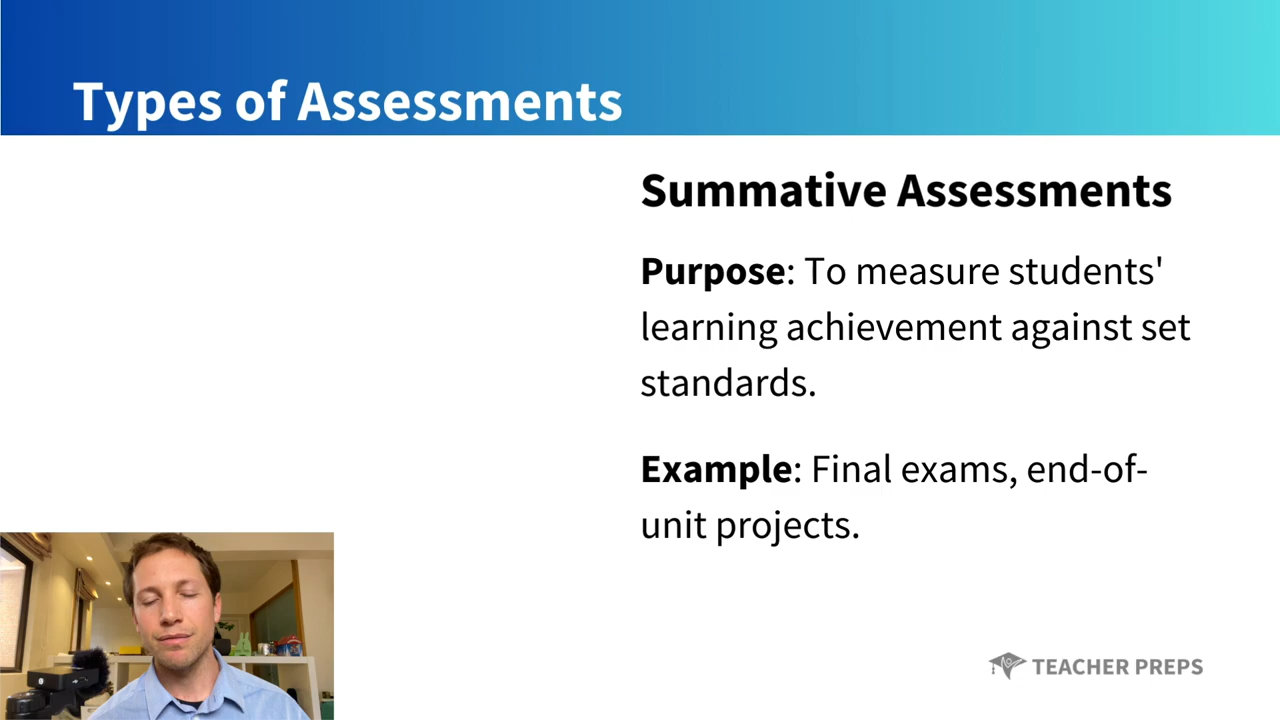 Types of Assessments
Summative Assessments
Purpose: To measure students'
learning achievement against set
standards.
Example: Final exams, end-of-
unit projects.
TEACHER PREPS